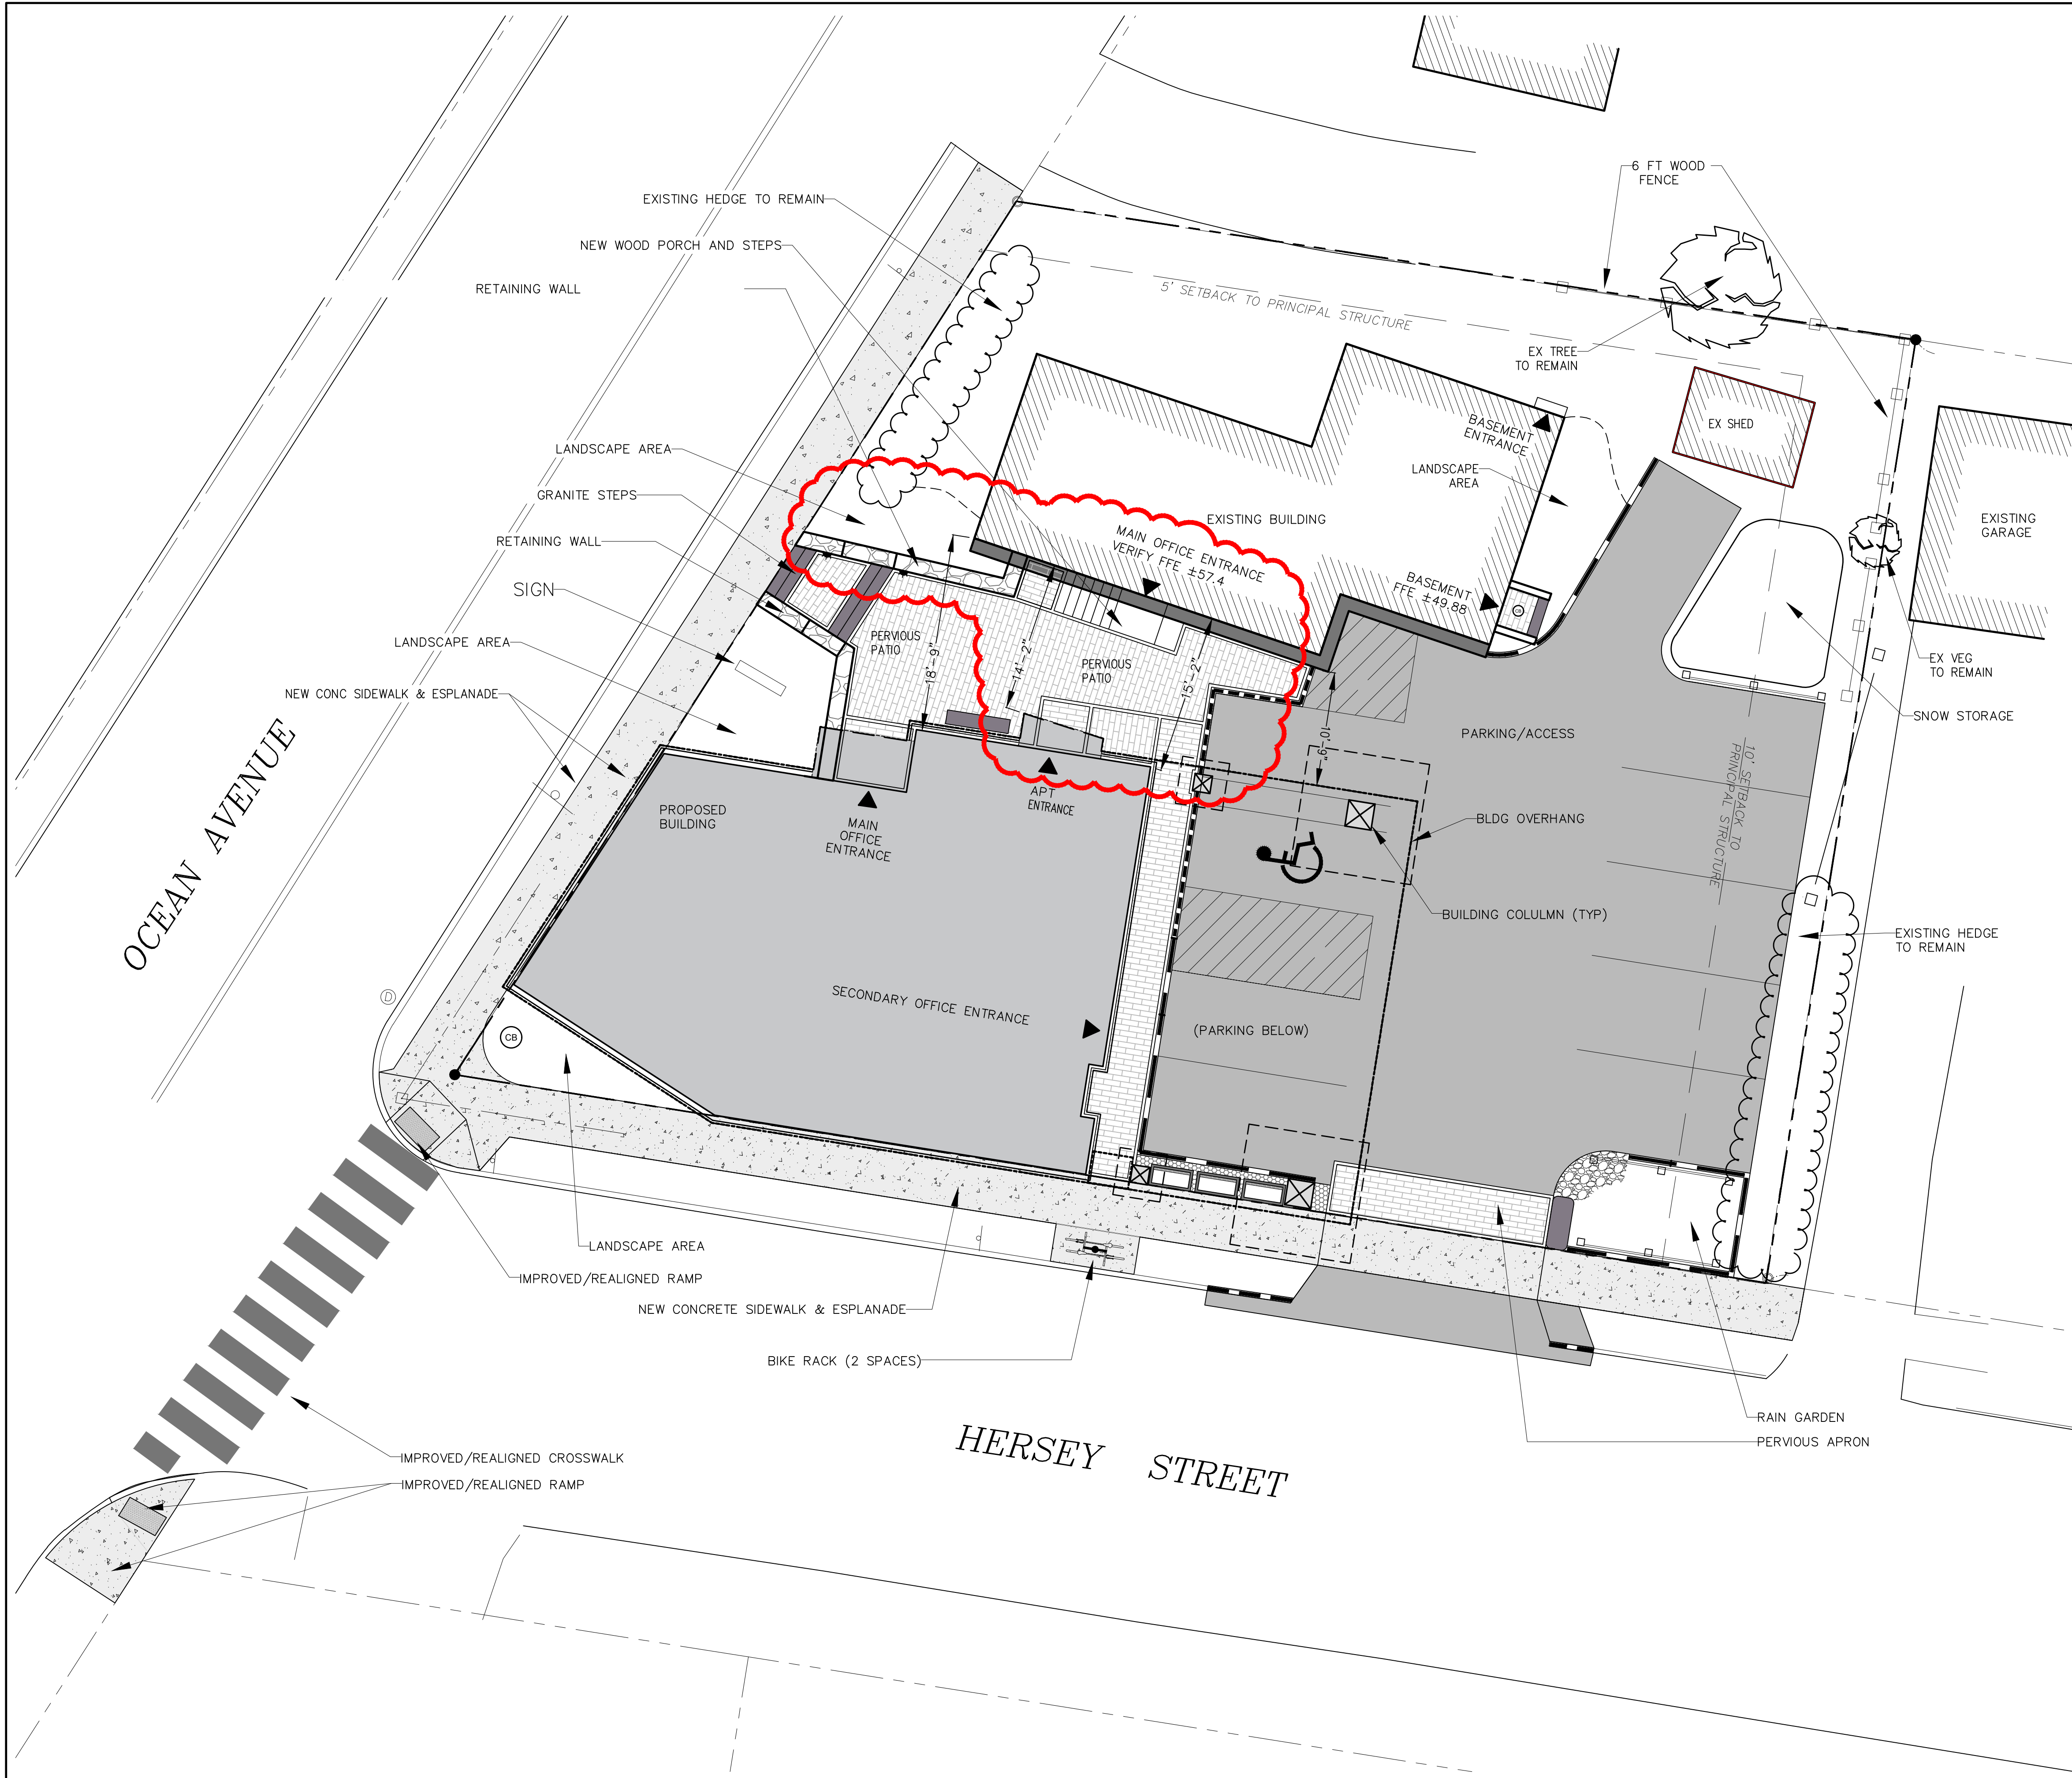 6 FT WOOD
FENCE
EXISTING HEDGE TO REMAIN
NEW WOOD PORCH AND STEPS
RETAINING WALL
5' SETBACK TO PRINCIPAL STRUCTURE
EX TREE
TO REMAIN
EX SHED
BASEMENT
ENTRANCE
LANDSCAPE AREA
LANDSCAPE
AREA
GRANITE STEPS
EXISTING BUILDING
EXISTING
GARAGE
RETAINING WALL
MAIN OFFICE ENTRANCE
VERIFY FFE ±57.4
BASEMENT
FFE ±49.88
CB
SIGN
LANDSCAPE AREA
PERVIOUS
PATIO
18'-9"
14'-2"
PERVIOUS
PATIO
15'-2"
EX VEG
TO REMAIN
NEW CONC SIDEWALK & ESPLANADE
SNOW STORAGE
PARKING/ACCESS
10'-9"
10' SETBACK TO
PRINCIPAL STRUCTURE
OCEAN AVENUE
PROPOSED
BUILDING
MAIN
OFFICE
ENTRANCE
APT
ENTRANCE
BLDG OVERHANG
BUILDING COLULMN (TYP)
EXISTING HEDGE
TO REMAIN
D
SECONDARY OFFICE ENTRANCE
(PARKING BELOW)
CB
LANDSCAPE AREA
IMPROVED/REALIGNED RAMP
NEW CONCRETE SIDEWALK & ESPLANADE
BIKE RACK (2 SPACES)
RAIN GARDEN
PERVIOUS APRON
HERSEY STREET
IMPROVED/REALIGNED CROSSWALK
IMPROVED/REALIGNED RAMP